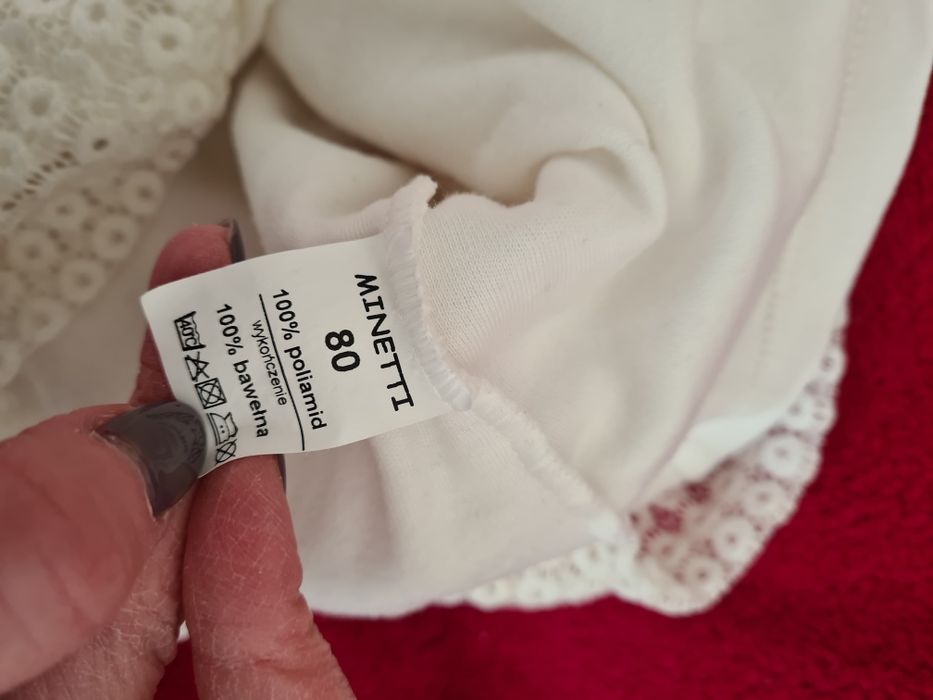 MINETTI
80
100% poliamid
wykończenie
100% bawełna
40°C